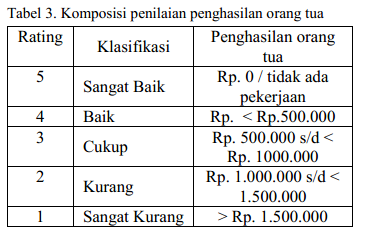 Tabel 3. Komposisi penilaian penghasilan orang tua
Rating
Klasifikasi
Penghasilan orang
tua
5
Sangat Baik
Rp. 0 / tidak ada
pekerjaan
4
Baik
Rp. < Rp.500.000
3
Cukup
Rp. 500.000 s/d <
Rp. 1000.000
2
Kurang
Rp. 1.000.000 s/d <
1.500.000
1
Sangat Kurang
> Rp. 1.500.000